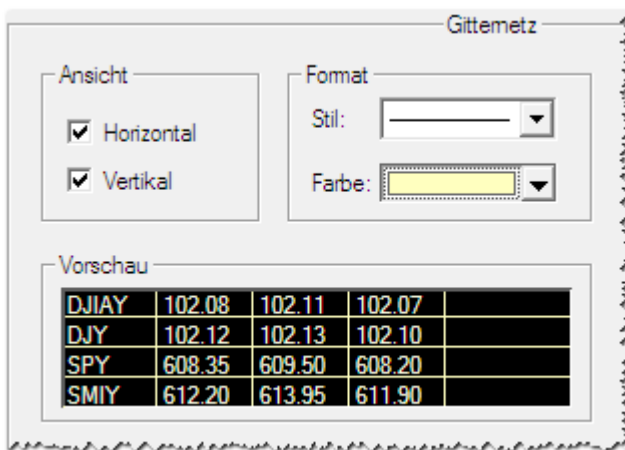 Gitternetz
Ansicht
Horizontal
Vertikal
Format
Stil:
Farbe:
Vorschau
DJIAY 102.08 102.11 102.07
DJY 102.12 102.13 102.10
SPY 608.35 609.50 608.20
SMIY 612.20 613.95 611.90